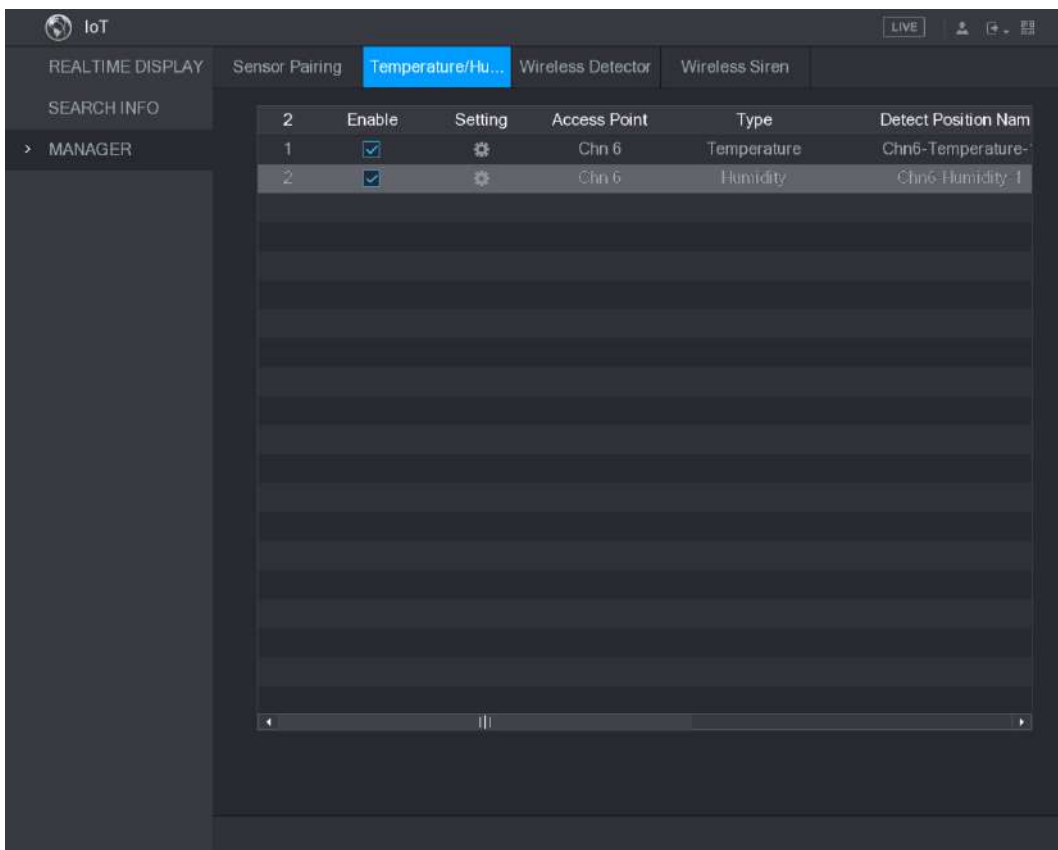 IoT LIVE
REALTIME DISPLAY
SEARCH INFO
MANAGER
Sensor Pairing Temperature/Hu... Wireless Detector Wireless Siren
2 Enable Setting Access Point Type Detect Position Nam
1 Chn 6 Temperature Chn6-Temperature-
2 Chn 6 Humidity Chn6-Humidity-1